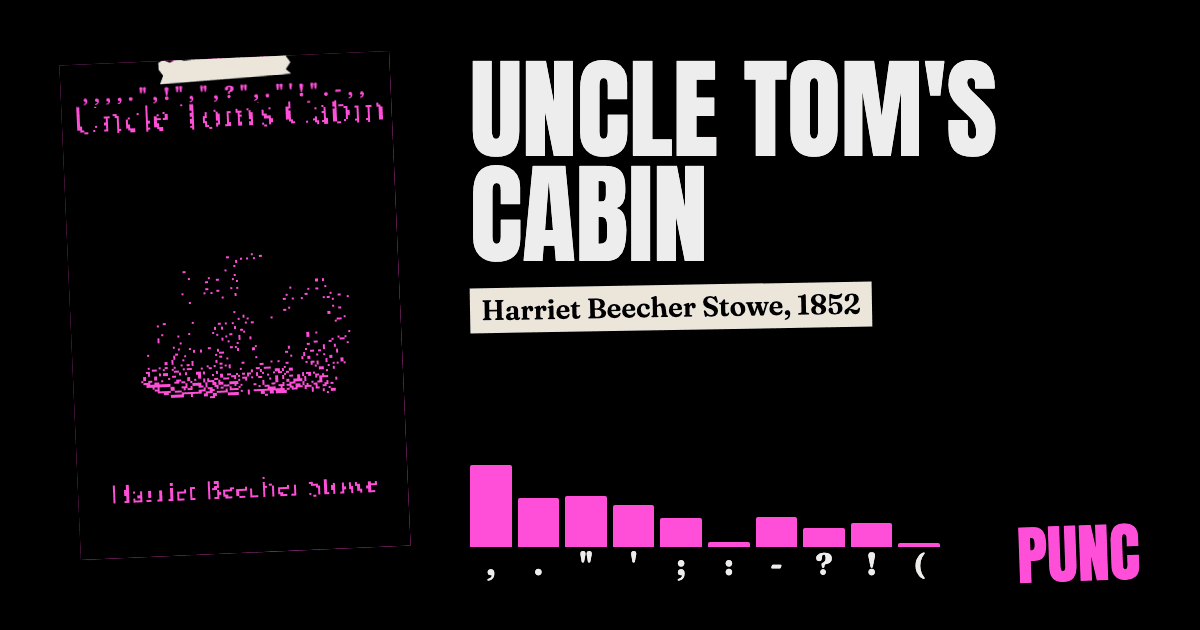 ,,,,,.",!",",?",."'!".-,,
Uncle Tom's Cabin
Harriet Beecher Stowe
UNCLE TOM'S
CABIN
Harriet Beecher Stowe, 1852
, . " ' ; : - ? ! (
PUNC